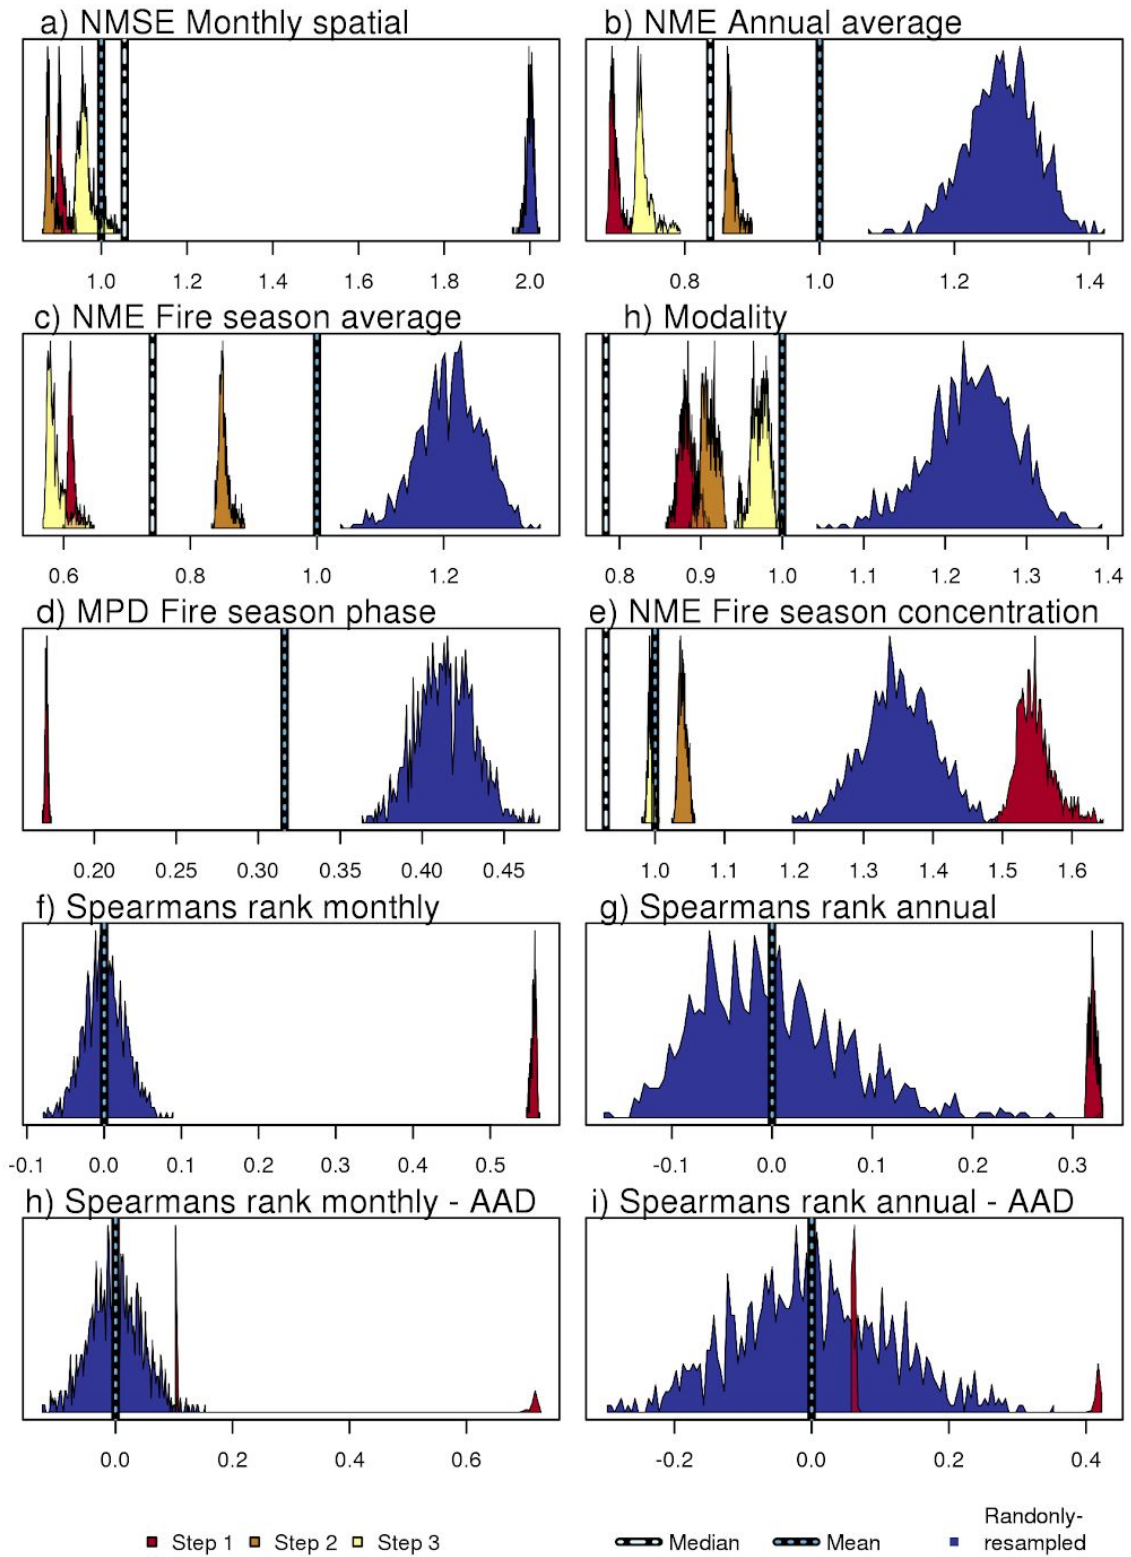 a) NMSE Monthly spatial
b) NME Annual average
1.0 1.2 1.4 1.6 1.8 2.0
0.8 1.0 1.2 1.4
c) NME Fire season average
h) Modality
0.6 0.8 1.0 1.2
0.8 0.9 1.0 1.1 1.2 1.3 1.4
d) MPD Fire season phase
e) NME Fire season concentration
0.20 0.25 0.30 0.35 0.40 0.45
1.0 1.1 1.2 1.3 1.4 1.5 1.6
f) Spearmans rank monthly
g) Spearmans rank annual
-0.1 0.0 0.1 0.2 0.3 0.4 0.5
-0.1 0.0 0.1 0.2 0.3
h) Spearmans rank monthly - AAD
i) Spearmans rank annual - AAD
0.0 0.2 0.4 0.6
-0.2 0.0 0.2 0.4
Step 1 Step 2 Step 3
Median
Mean
Randonly-
resampled